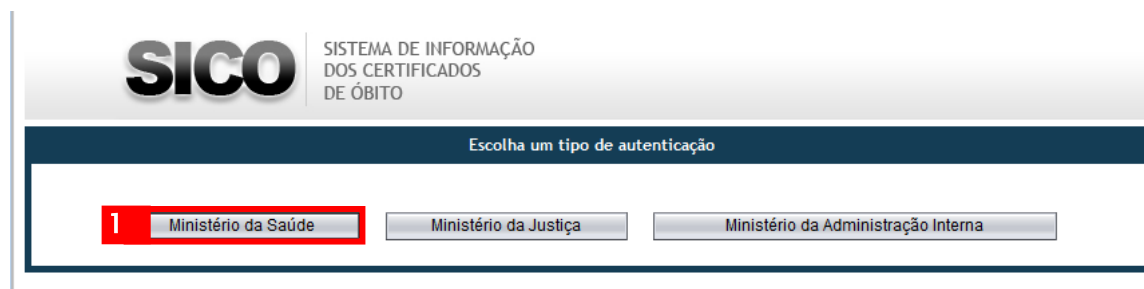 SICO
SISTEMA DE INFORMAÇÃO
DOS CERTIFICADOS
DE ÓBITO
Escolha um tipo de autenticação
1 Ministério da Saúde Ministério da Justiça Ministério da Administração Interna